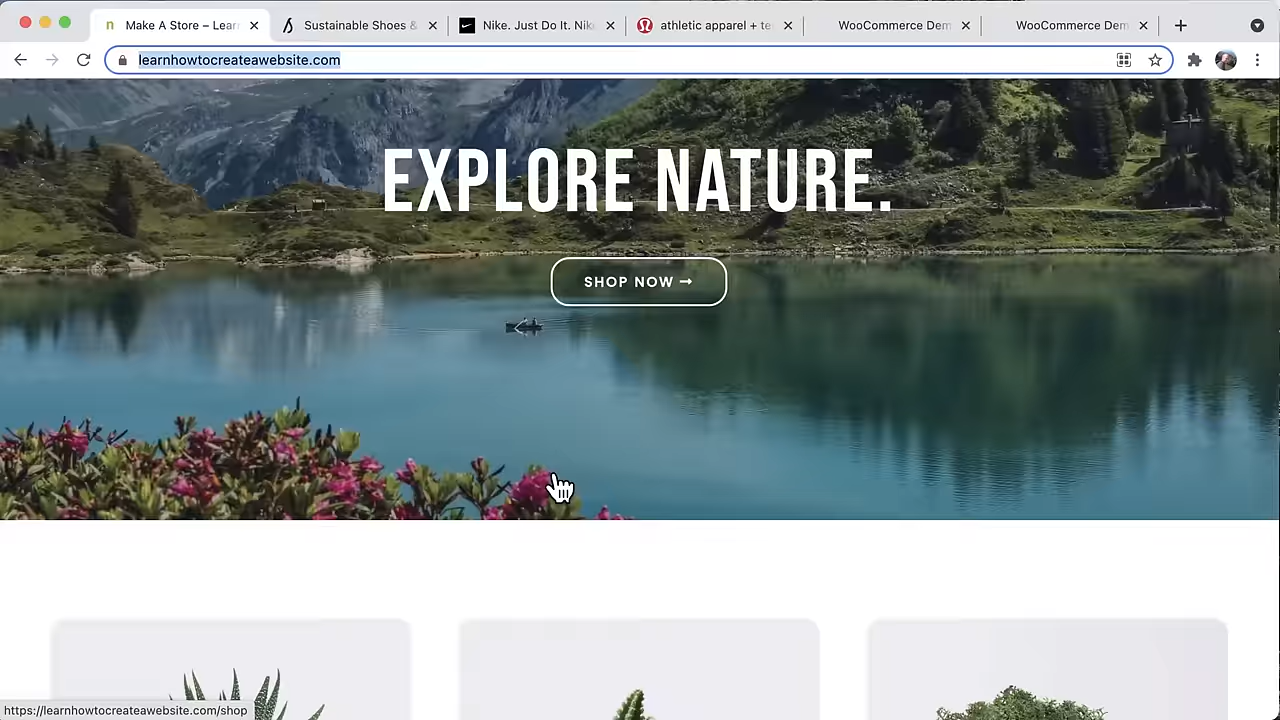 Make A Store – Lear
Sustainable Shoes &
Nike. Just Do It. Nik
athletic apparel + te
WooCommerce Dem
WooCommerce Dem
learnhowtocreateawebsite.com
EXPLORE NATURE.
SHOP NOW →
https://learnhowtocreateawebsite.com/shop